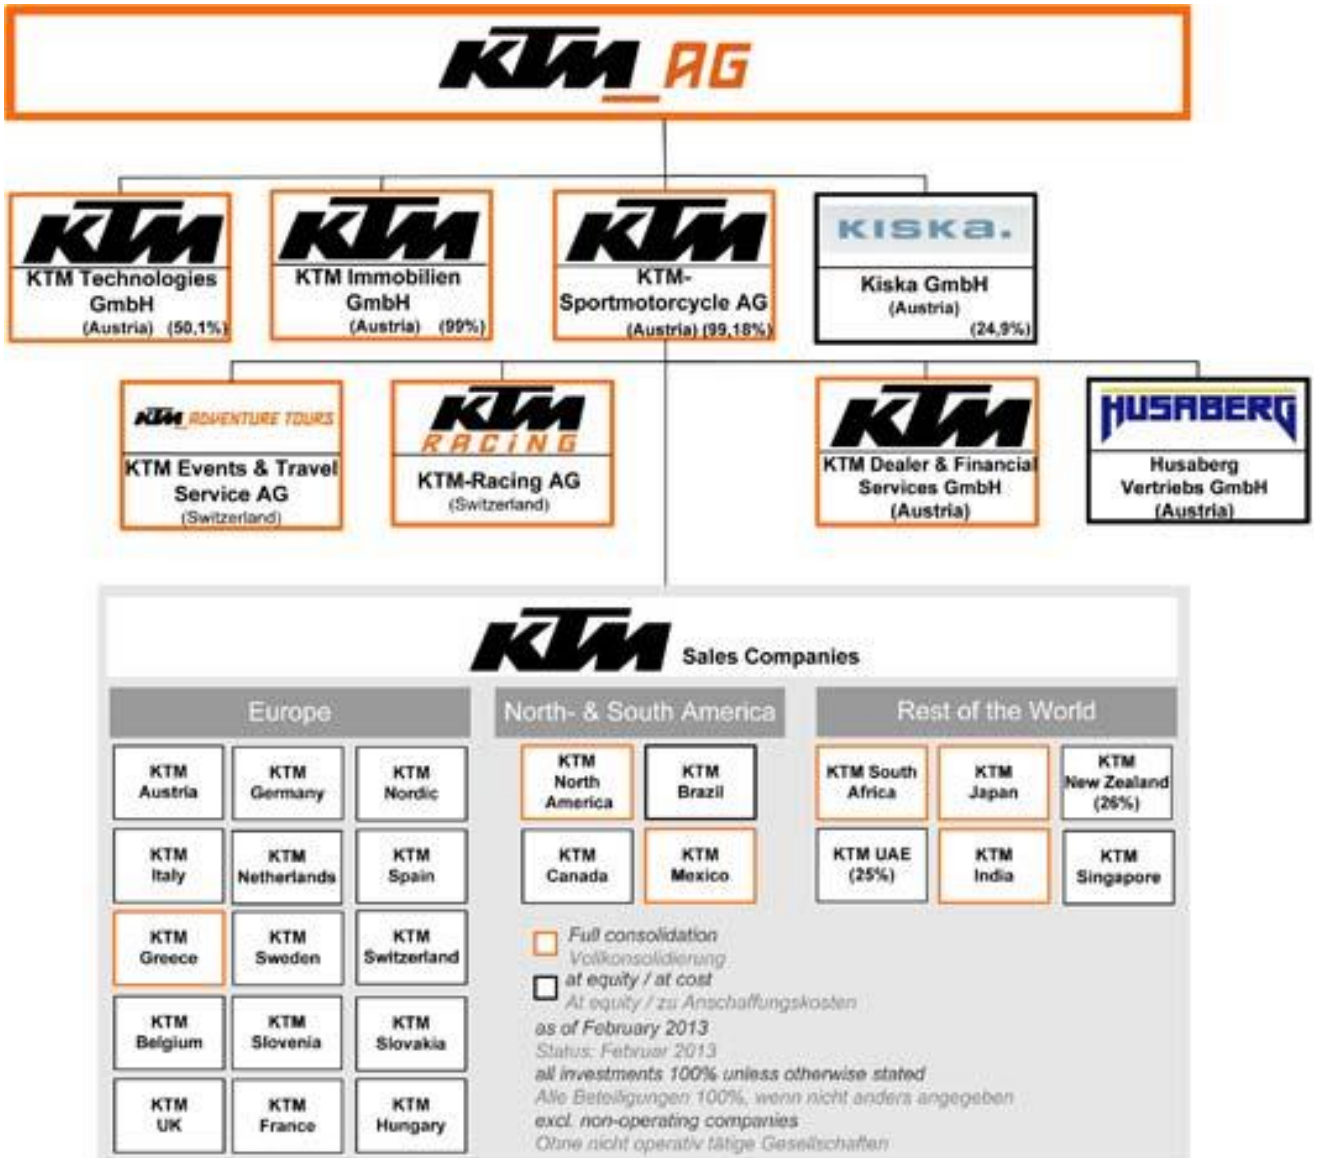 KTM_AG
KTM
KTM Technologies
GmbH
(Austria) (50,1%)
KTM
KTM Immobilien
GmbH
(Austria) (99%)
KTM
KTM-
Sportmotorcycle AG
(Austria) (99,18%)
KISKa.
Kiska GmbH
(Austria)
(24,9%)
KTM_ADVENTURE TOURS
KTM Events & Travel
Service AG
(Switzerland)
KTM
RACING
KTM-Racing AG
(Switzerland)
KTM
KTM Dealer & Financial
Services GmbH
(Austria)
HUSABERG
Husaberg
Vertriebs GmbH
(Austria)
KTM Sales Companies
Europe
KTM
Austria
KTM
Germany
KTM
Nordic
KTM
Italy
KTM
Netherlands
KTM
Spain
KTM
Greece
KTM
Sweden
KTM
Switzerland
KTM
Belgium
KTM
Slovenia
KTM
Slovakia
KTM
UK
KTM
France
KTM
Hungary
North- & South America
KTM
North
America
KTM
Brazil
KTM
Canada
KTM
Mexico
Rest of the World
KTM South
Africa
KTM
Japan
KTM
New Zealand
(26%)
KTM UAE
(25%)
KTM
India
KTM
Singapore
Full consolidation
Vollkonsolidierung
at equity / at cost
At equity / zu Anschaffungskosten
as of February 2013
Status: Februar 2013
all investments 100% unless otherwise stated
Alle Beteiligungen 100%, wenn nicht anders angegeben
excl. non-operating companies
Ohne nicht operativ tätige Gesellschaften